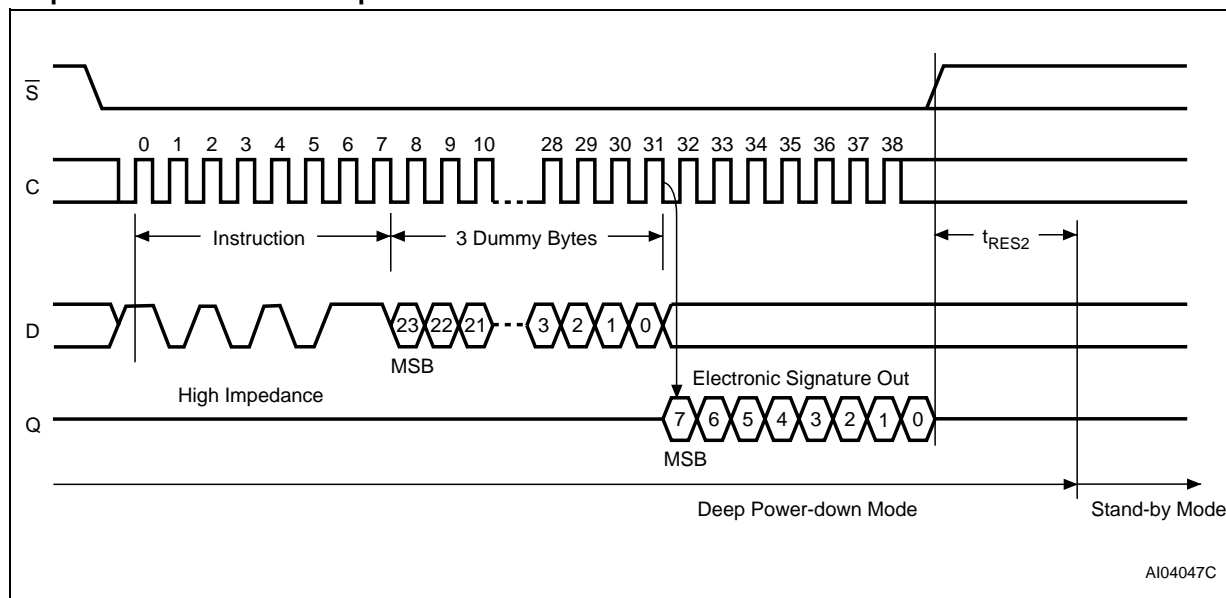 S
0 1 2 3 4 5 6 7 8 9 10 28 29 30 31 32 33 34 35 36 37 38
C
Instruction 3 Dummy Bytes tRES2
D 23 22 21 3 2 1 0
MSB
High Impedance Electronic Signature Out
Q 7 6 5 4 3 2 1 0
MSB
Deep Power-down Mode Stand-by Mode
AI04047C